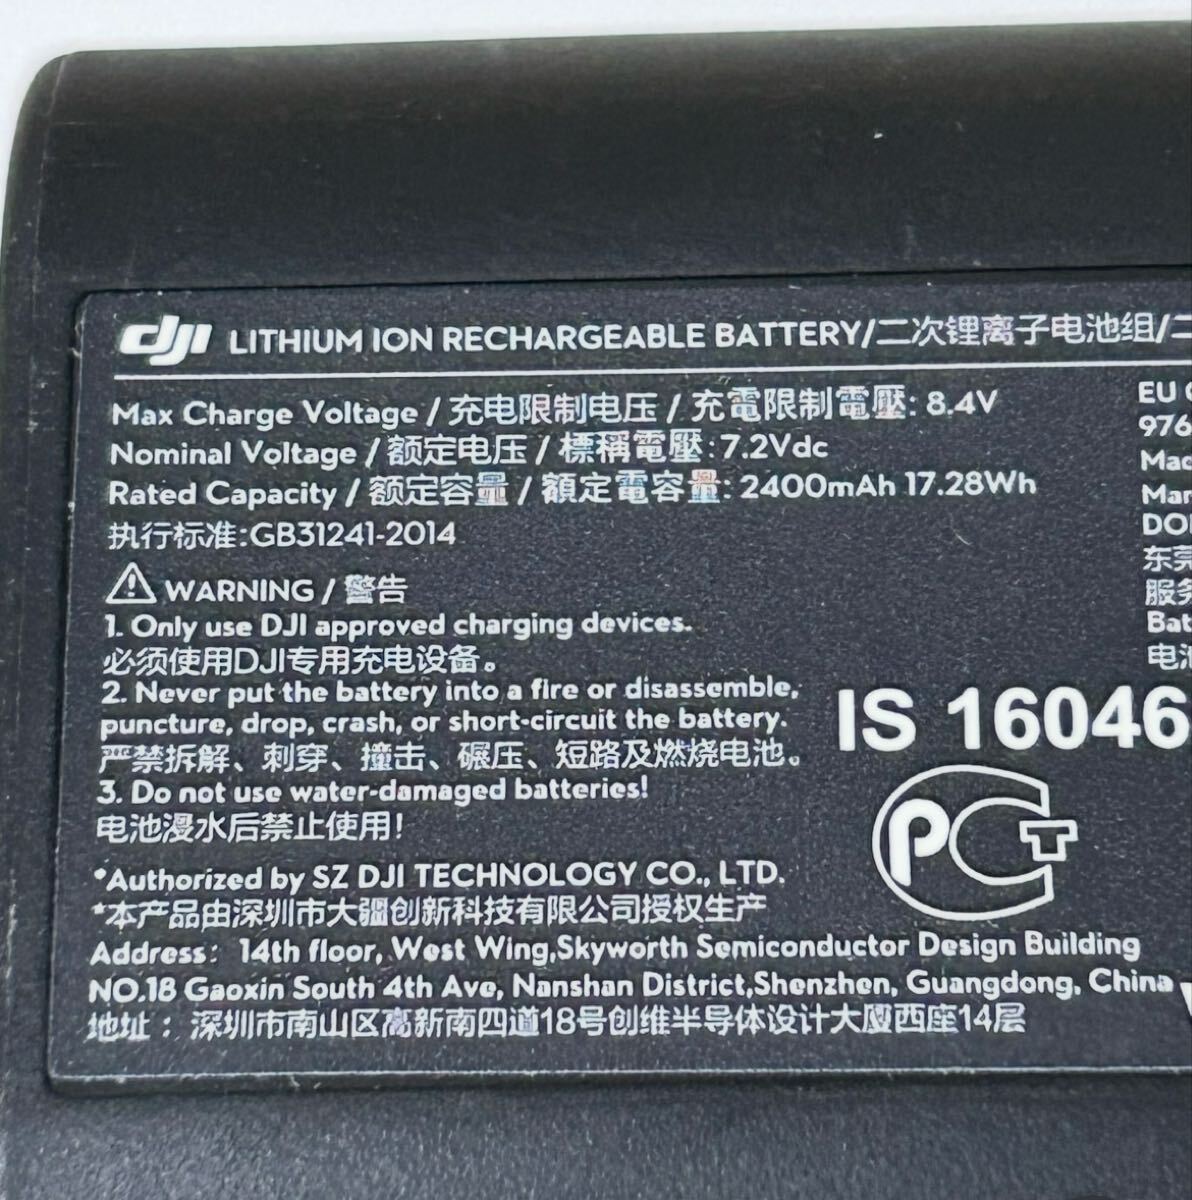 dji LITHIUM ION RECHARGEABLE BATTERY/二次锂离子电池组/二
Max Charge Voltage / 充电限制电压 / 充電限制電壓: 8.4V
Nominal Voltage / 额定电压 / 標稱電壓: 7.2Vdc
Rated Capacity / 额定容量 / 額定電容量: 2400mAh 17.28Wh
执行标准:GB31241-2014
WARNING / 警告
1. Only use DJI approved charging devices.
必须使用DJI专用充电设备。
2. Never put the battery into a fire or disassemble,
puncture, drop, crash, or short-circuit the battery.
严禁拆解、刺穿、撞击、碾压、短路及燃烧电池。
3. Do not use water-damaged batteries!
电池浸水后禁止使用!
*Authorized by SZ DJI TECHNOLOGY CO., LTD.
*本产品由深圳市大疆创新科技有限公司授权生产
Address: 14th floor, West Wing,Skyworth Semiconductor Design Building
NO.18 Gaoxin South 4th Ave, Nanshan District,Shenzhen, Guangdong, China
地址：深圳市南山区高新南四道18号创维半导体设计大厦西座14层
EU
976
东莞
服务
电池
IS 16046
PCT